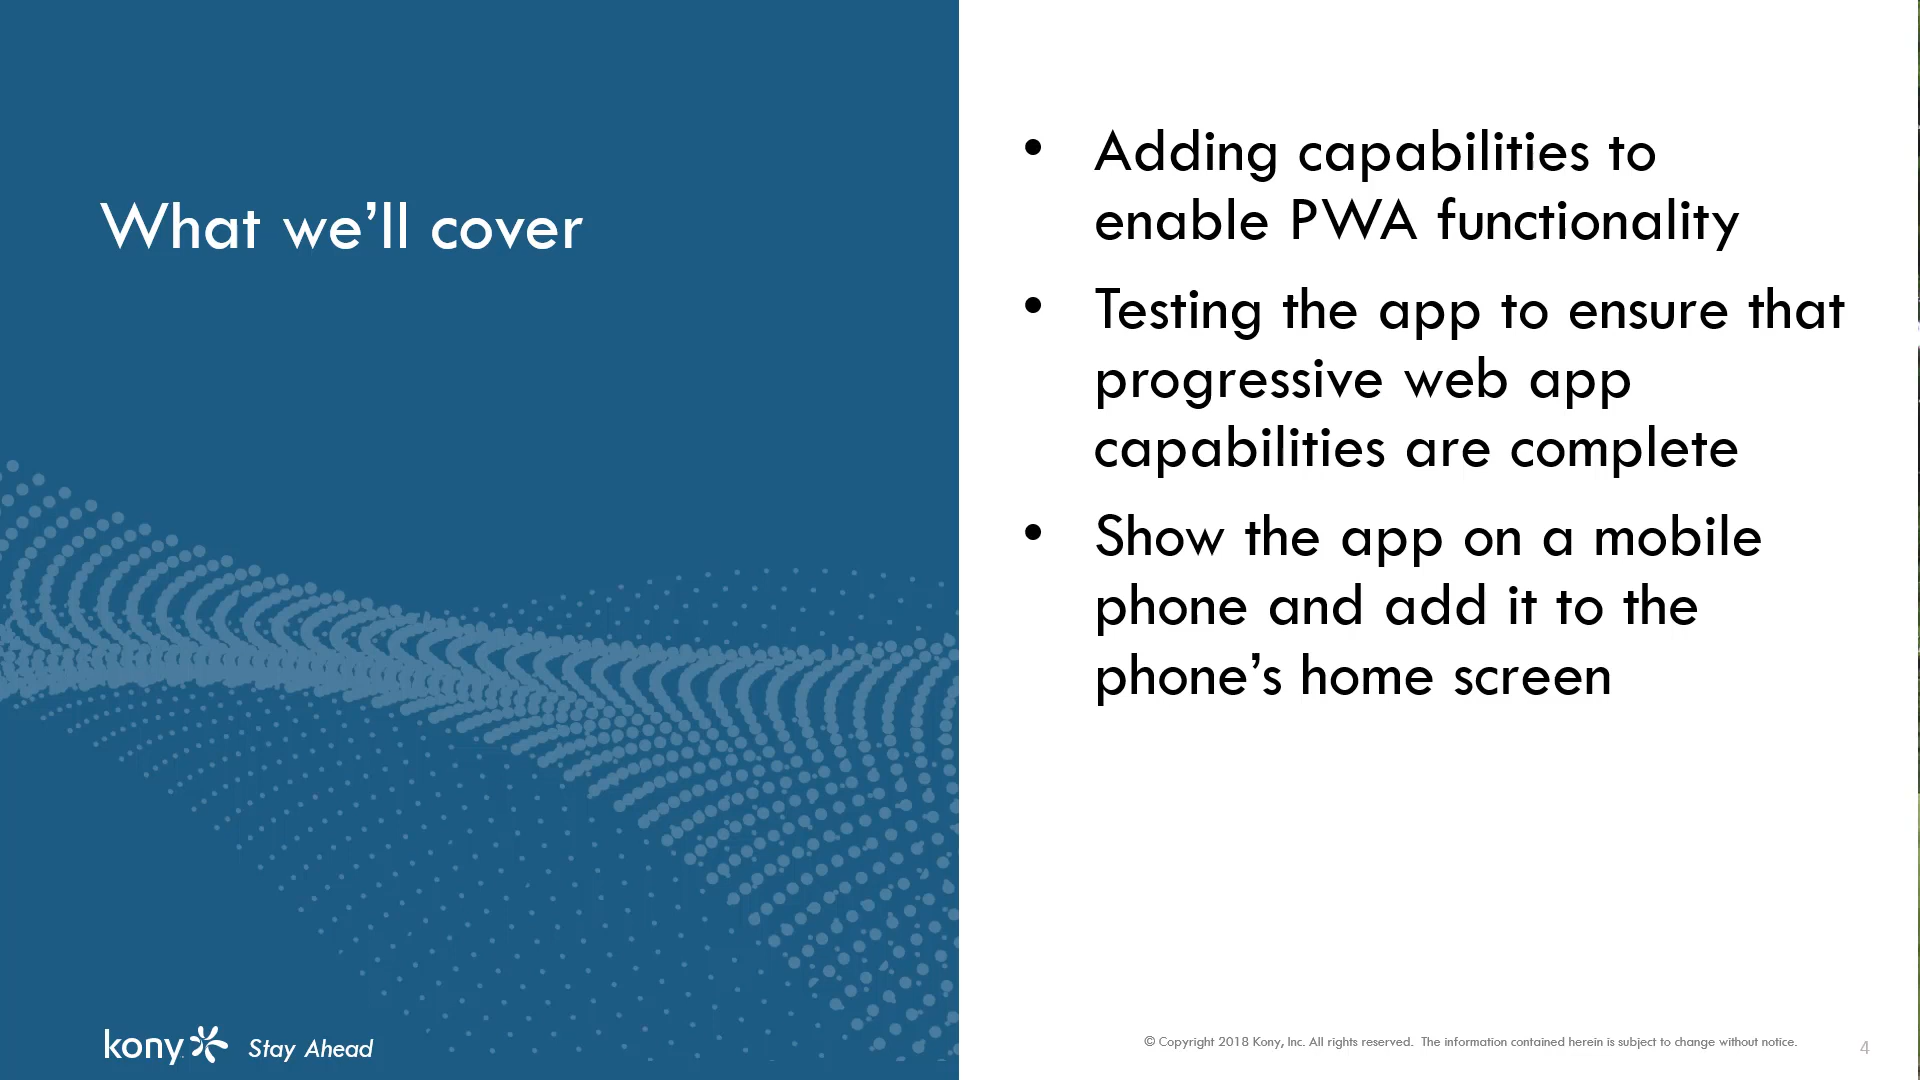 What we’ll cover
• Adding capabilities to
enable PWA functionality
• Testing the app to ensure that
progressive web app
capabilities are complete
• Show the app on a mobile
phone and add it to the
phone’s home screen
kony Stay Ahead
© Copyright 2018 Kony, Inc. All rights reserved. The information contained herein is subject to change without notice.
4